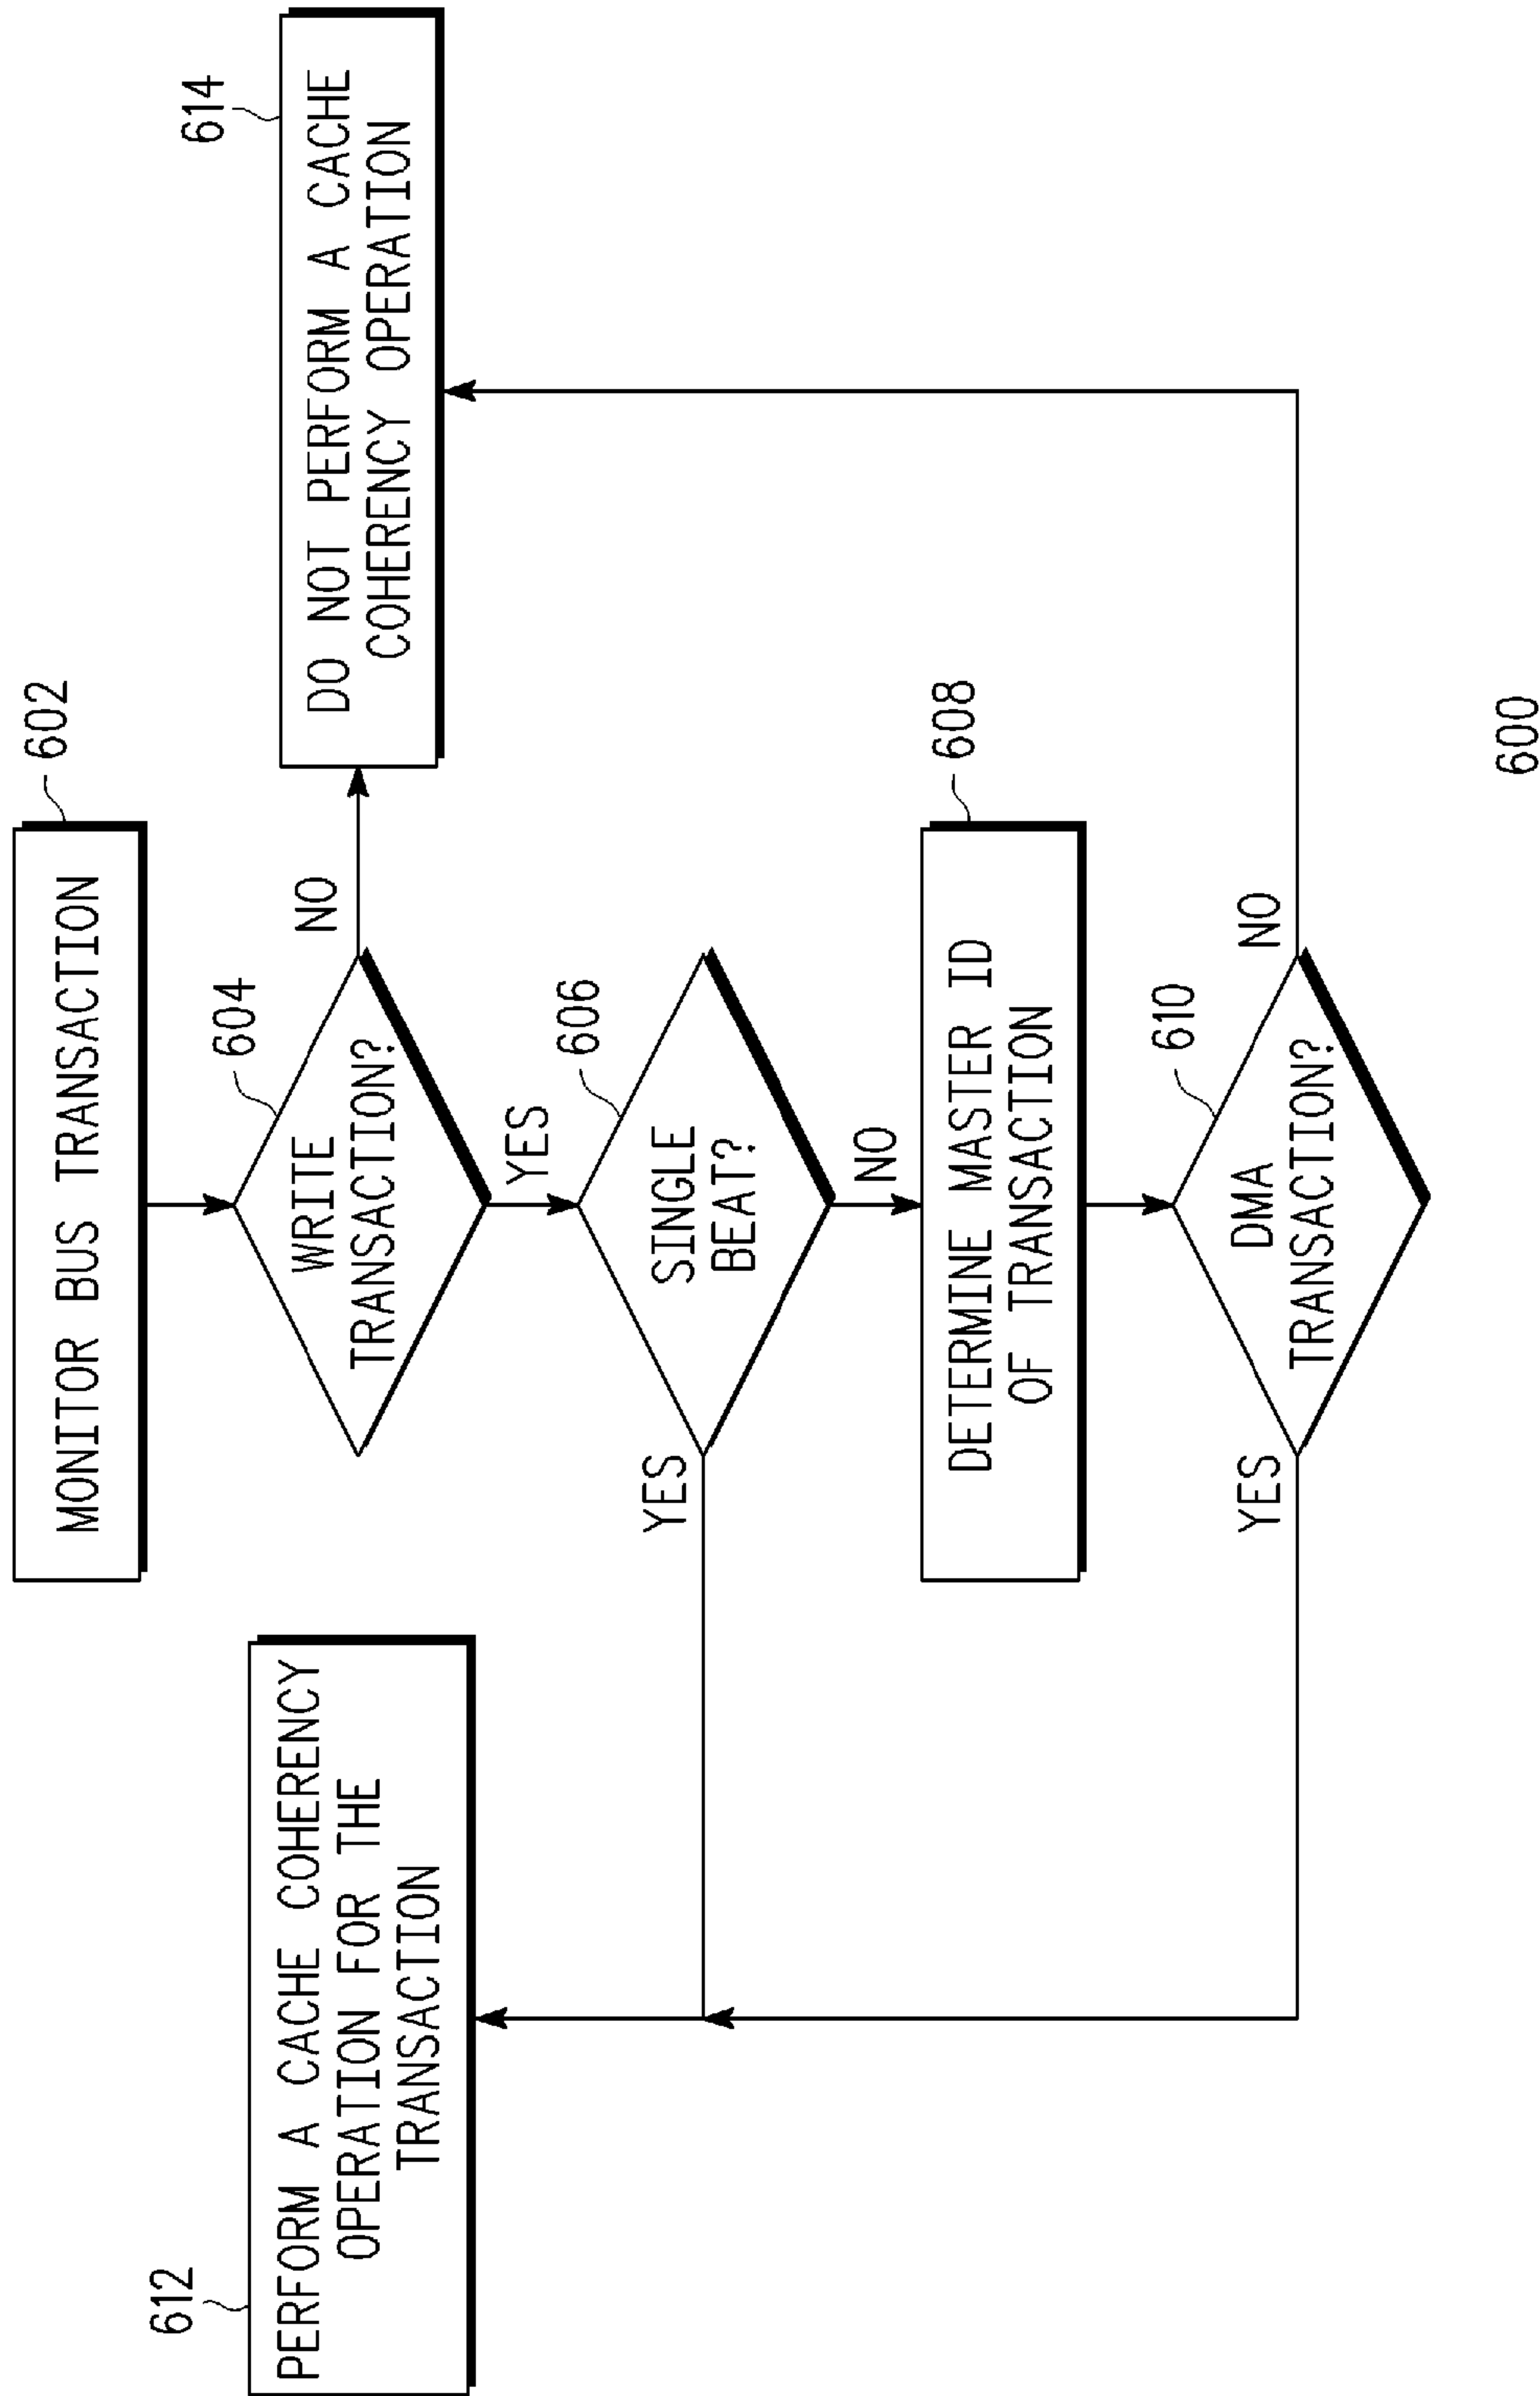 602
MONITOR BUS TRANSACTION
604
WRITE
TRANSACTION?
NO
YES
614
DO NOT PERFORM A CACHE
COHERENCY OPERATION
612
PERFORM A CACHE COHERENCY
OPERATION FOR THE
TRANSACTION
606
SINGLE
BEAT?
YES
NO
608
DETERMINE MASTER ID
OF TRANSACTION
610
DMA
TRANSACTION?
YES
NO
600